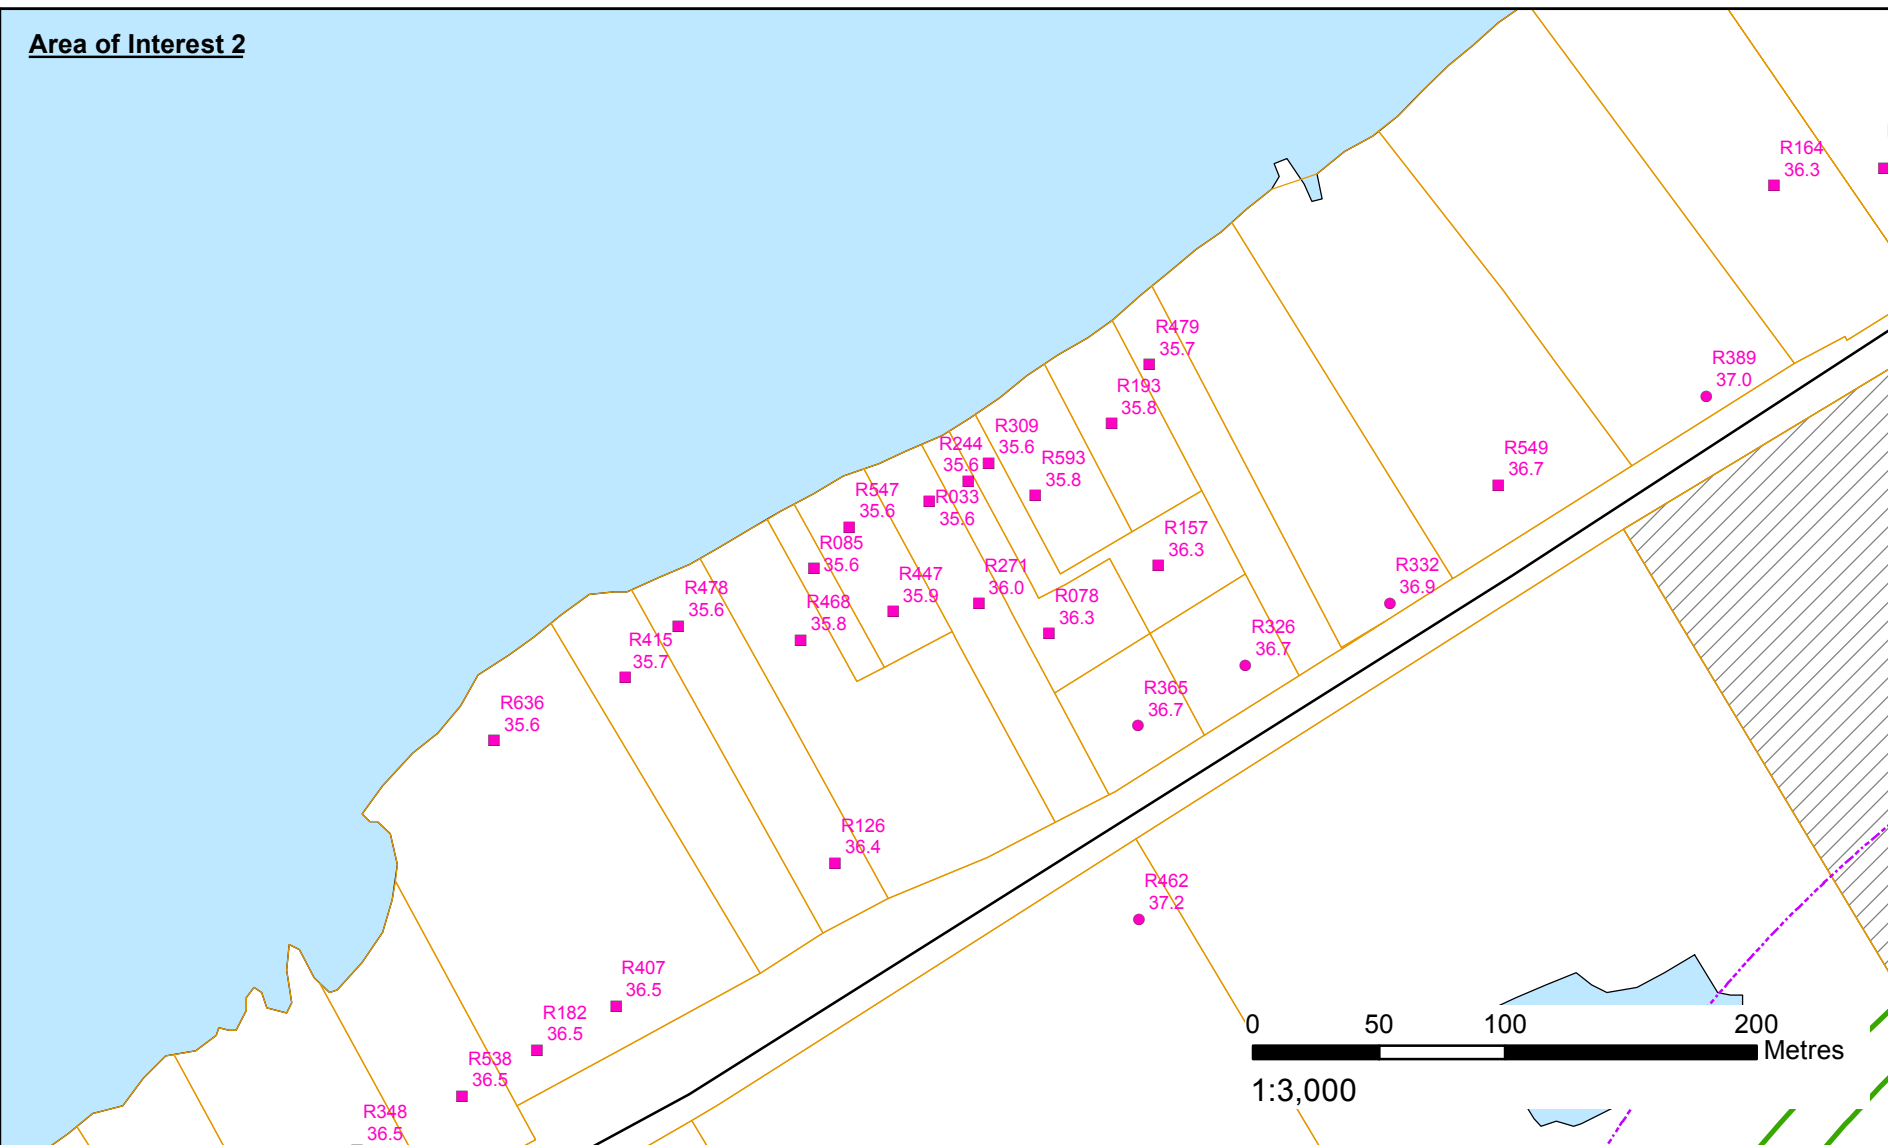 Area of Interest 2
R164
36.3
R479
35.7
R389
37.0
R193
35.8
R309
35.6
R244
35.6
R593
35.8
R549
36.7
R547
35.6
R033
35.6
R157
36.3
R085
35.6
R447
35.9
R271
36.0
R332
36.9
R478
35.6
R468
35.8
R078
36.3
R415
35.7
R326
36.7
R636
35.6
R365
36.7
R126
36.4
R462
37.2
R407
36.5
R182
36.5
R538
36.5
R348
36.5
0 50 100 200
Metres
1:3,000